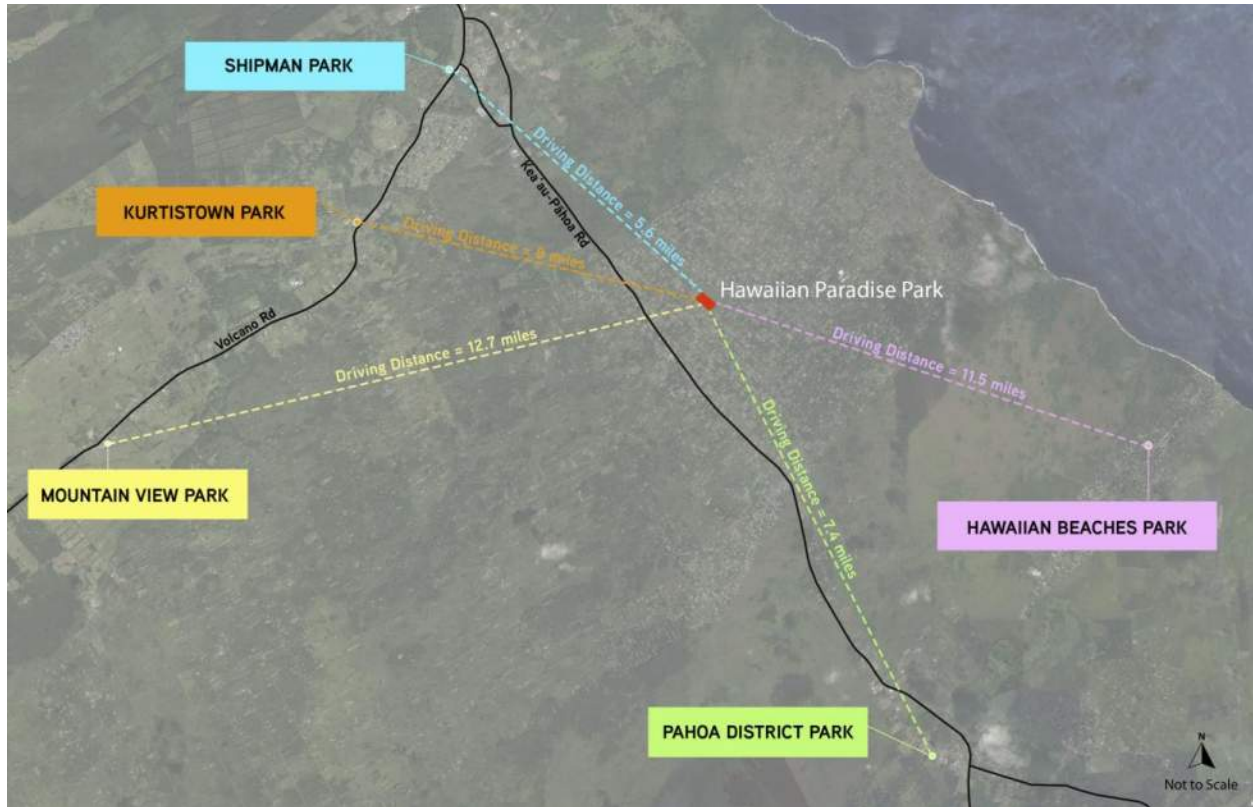 SHIPMAN PARK
Driving Distance = 5.6 miles
Kea'au-Pāhoa Rd
KURTISTOWN PARK
Driving Distance = 9 miles
Hawaiian Paradise Park
Volcano Rd
Driving Distance = 12.7 miles
Driving Distance = 11.5 miles
Driving Distance = 7.4 miles
MOUNTAIN VIEW PARK
HAWAIIAN BEACHES PARK
PAHOA DISTRICT PARK
N
Not to Scale